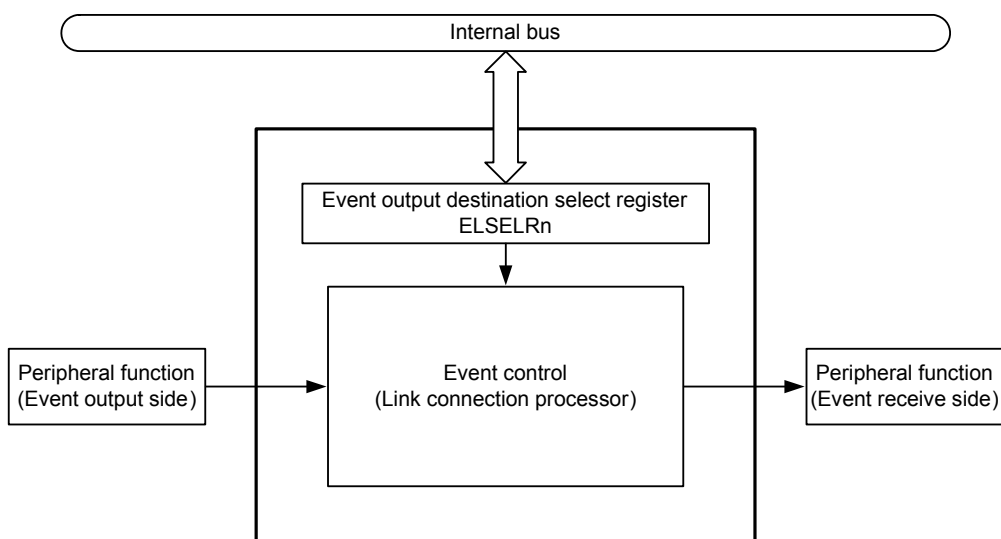 Internal bus
Event output destination select register
ELSELRn
Peripheral function
(Event output side)
Event control
(Link connection processor)
Peripheral function
(Event receive side)